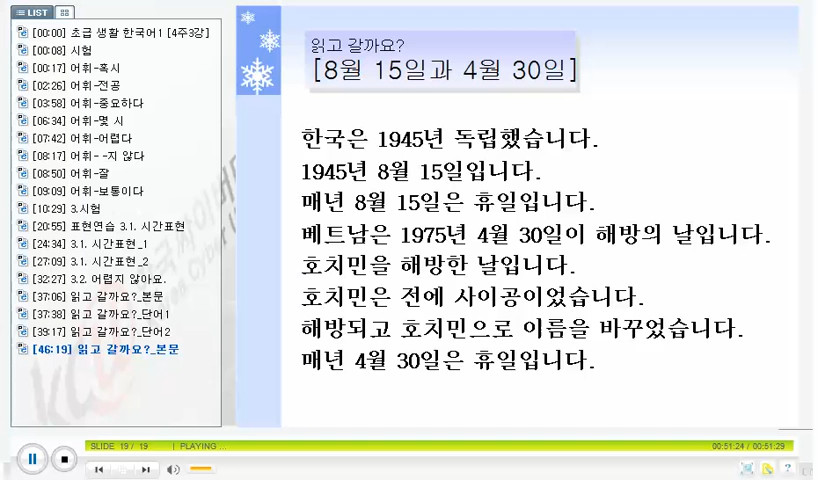 LIST
[00:00] 초급 생활 한국어1 [4주3강]
[00:08] 시험
[00:17] 어휘-혹시
[02:26] 어휘-전공
[03:58] 어휘-중요하다
[06:34] 어휘-몇 시
[07:42] 어휘-어렵다
[08:17] 어휘- -지 않다
[08:50] 어휘-잘
[09:09] 어휘-보통이다
[10:29] 3.시험
[20:55] 표현연습 3.1. 시간표현
[24:34] 3.1. 시간표현_1
[27:09] 3.1. 시간표현_2
[32:27] 3.2. 어렵지 않아요.
[37:06] 읽고 갈까요?_본문
[37:38] 읽고 갈까요?_단어1
[39:17] 읽고 갈까요?_단어2
[46:19] 읽고 갈까요?_본문
읽고 갈까요?
[8월 15일과 4월 30일]
한국은 1945년 독립했습니다.
1945년 8월 15일입니다.
매년 8월 15일은 휴일입니다.
베트남은 1975년 4월 30일이 해방의 날입니다.
호치민을 해방한 날입니다.
호치민은 전에 사이공이었습니다.
해방되고 호치민으로 이름을 바꾸었습니다.
매년 4월 30일은 휴일입니다.
SLIDE 19 / 19 | PLAYING ...
00:51:24 / 00:51:29